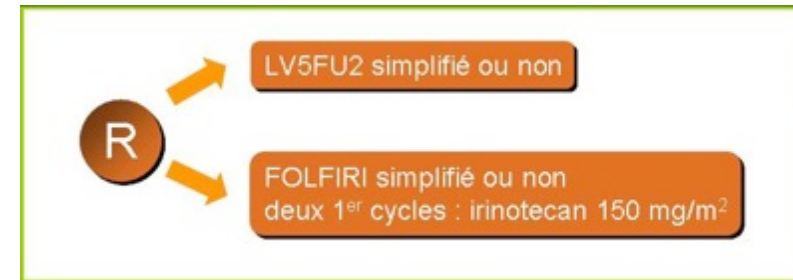 LV5FU2 simplifié ou non
R
FOLFIRI simplifié ou non
deux 1er cycles : irinotecan 150 mg/m2